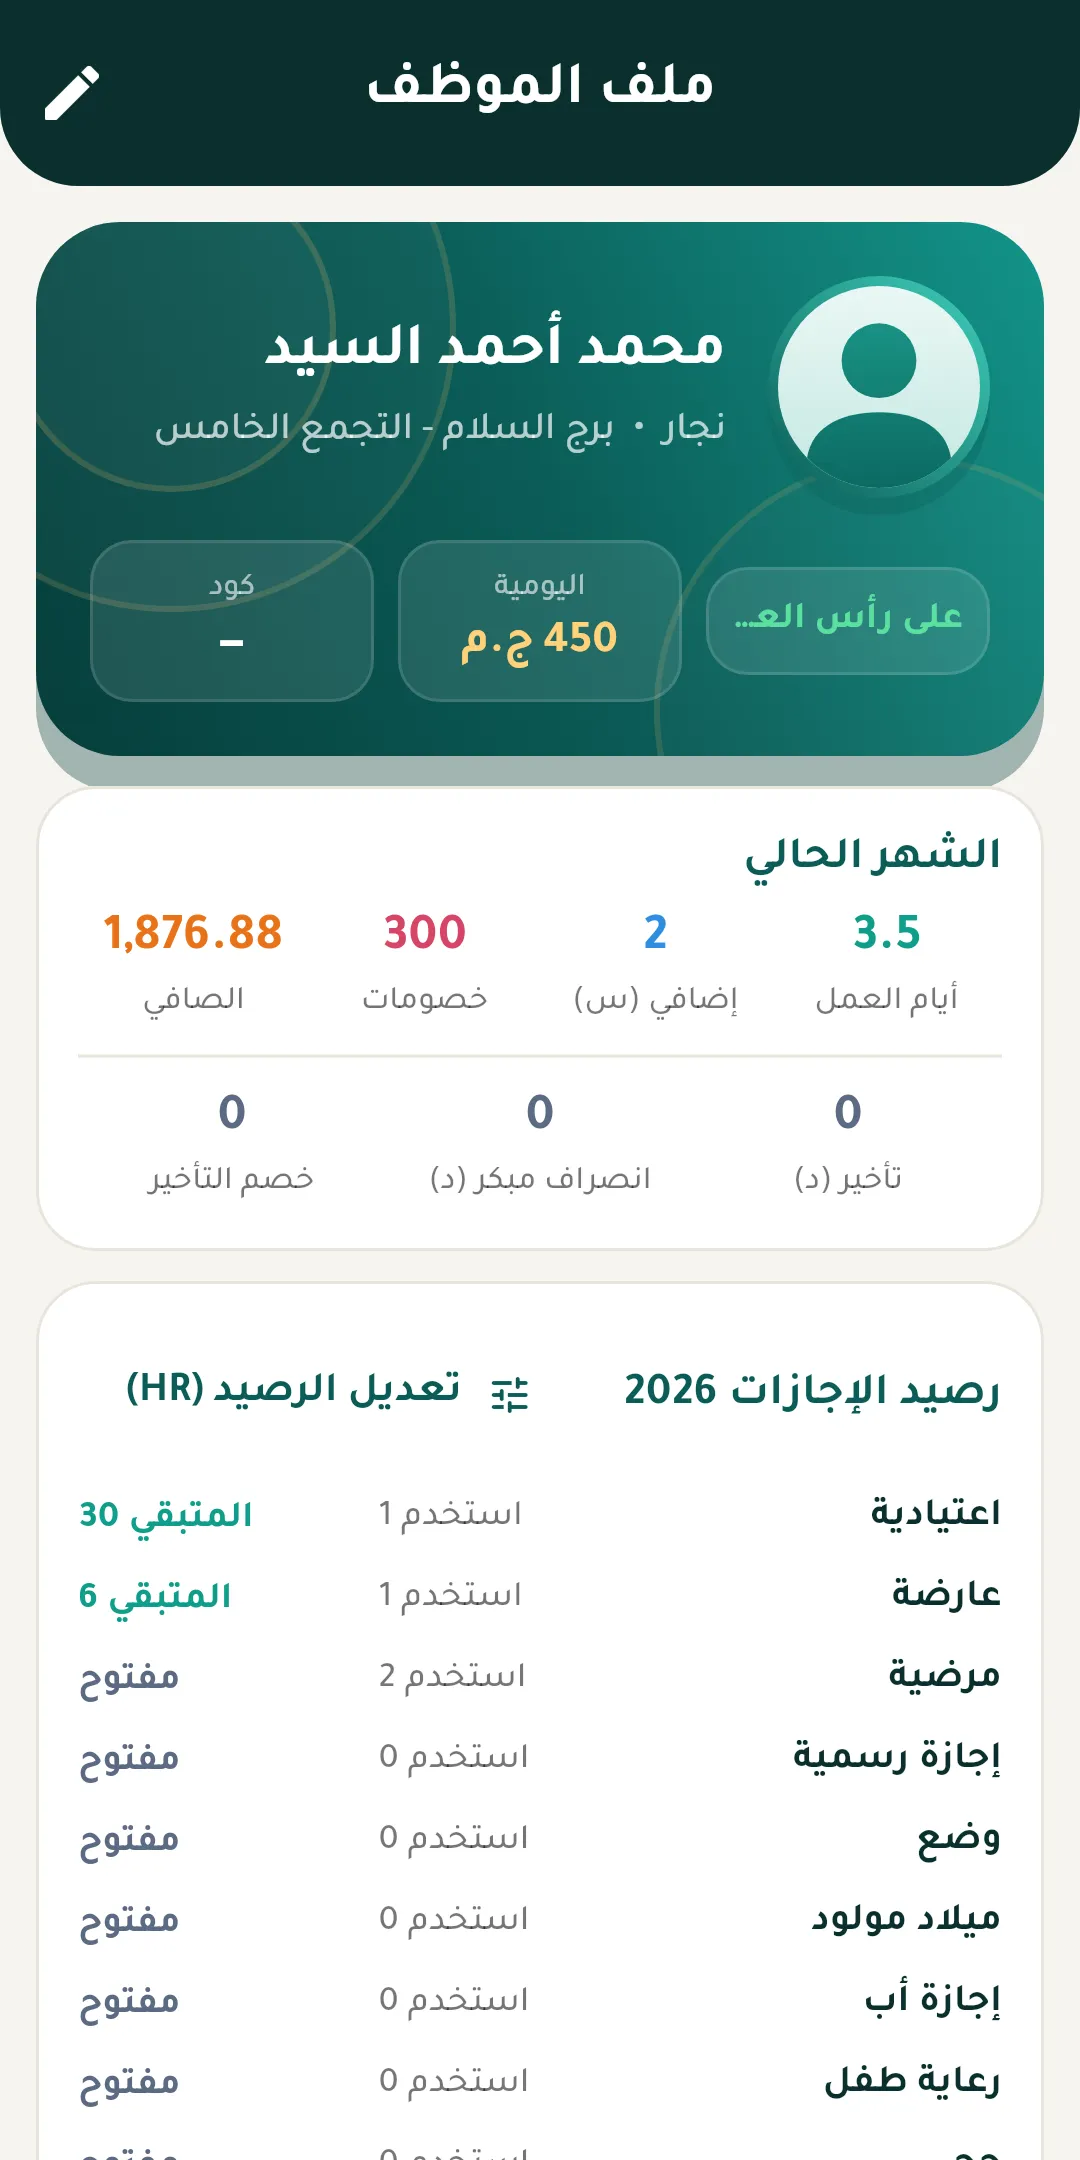 ملف الموظف
محمد أحمد السيد
نجار • برج السلام - التجمع الخامس
على رأس العـ...
اليومية
450 ج.م
كود
–
الشهر الحالي
3.5 2 300 1,876.88
أيام العمل إضافي (س) خصومات الصافي
0 0 0
تأخير (د) انصراف مبكر (د) خصم التأخير
رصيد الإجازات 2026 تعديل الرصيد (HR)
اعتيادية استخدم 1 المتبقي 30
عارضة استخدم 1 المتبقي 6
مرضية استخدم 2 مفتوح
إجازة رسمية استخدم 0 مفتوح
وضع استخدم 0 مفتوح
ميلاد مولود استخدم 0 مفتوح
إجازة أب استخدم 0 مفتوح
رعاية طفل استخدم 0 مفتوح